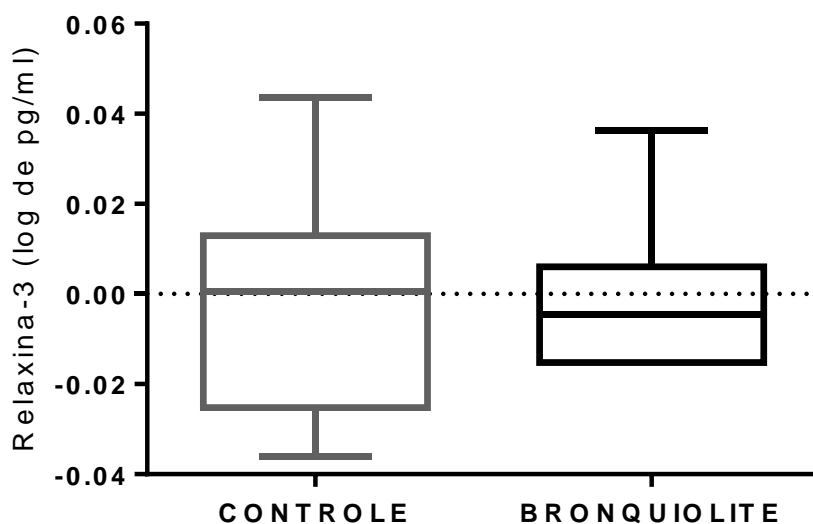 Relaxina-3 (log de pg/ml)
0.06
0.04
0.02
0.00
-0.02
-0.04
CONTROLE
BRONQUIOLITE